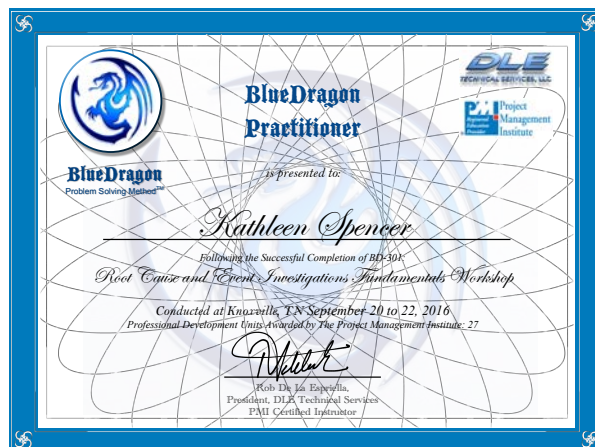 BlueDragon
Problem Solving Method™
DLE
TECHNICAL SERVICES, LLC
PMI Project
Registered Management
Education Institute
Provider
BlueDragon
Practitioner
is presented to:
Kathleen Spencer
Following the Successful Completion of BD-301:
Root Cause and Event Investigations Fundamentals Workshop
Conducted at Knoxville, TN September 20 to 22, 2016
Professional Development Units Awarded by The Project Management Institute: 27
Rob De La Espriella,
President, DLE Technical Services
PMI Certified Instructor